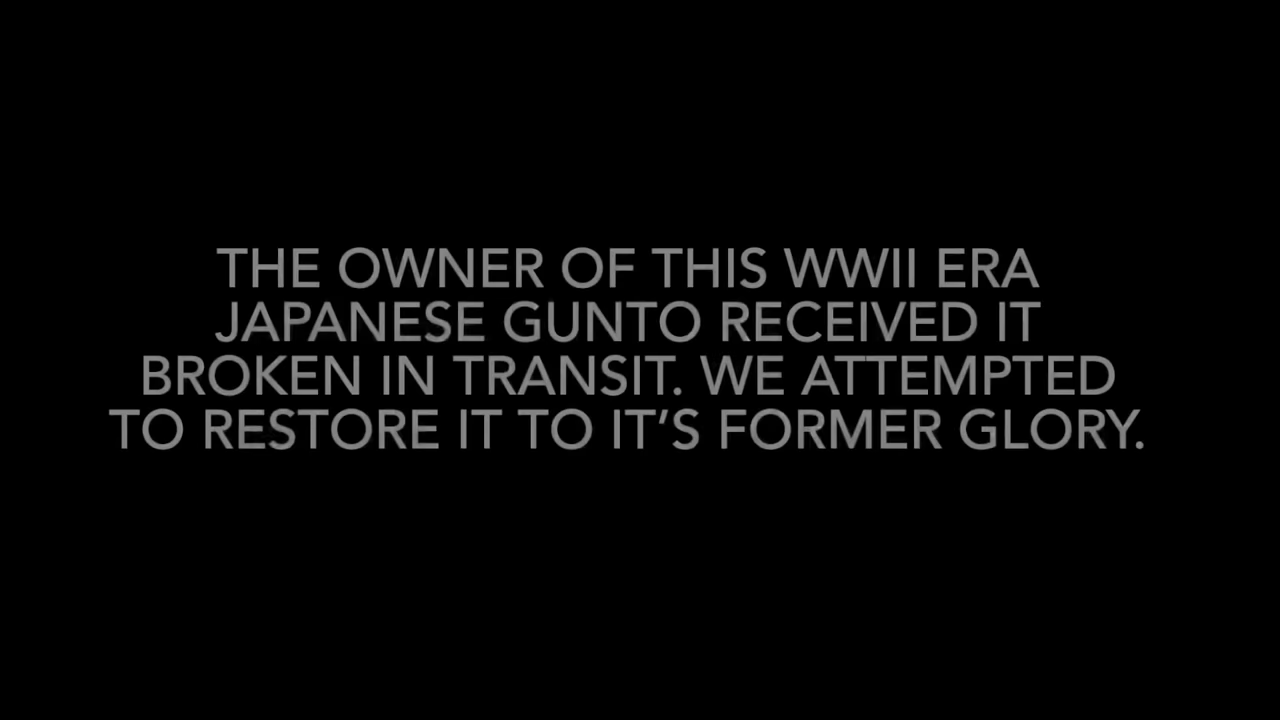 THE OWNER OF THIS WWII ERA
JAPANESE GUNTO RECEIVED IT
BROKEN IN TRANSIT. WE ATTEMPTED
TO RESTORE IT TO IT’S FORMER GLORY.